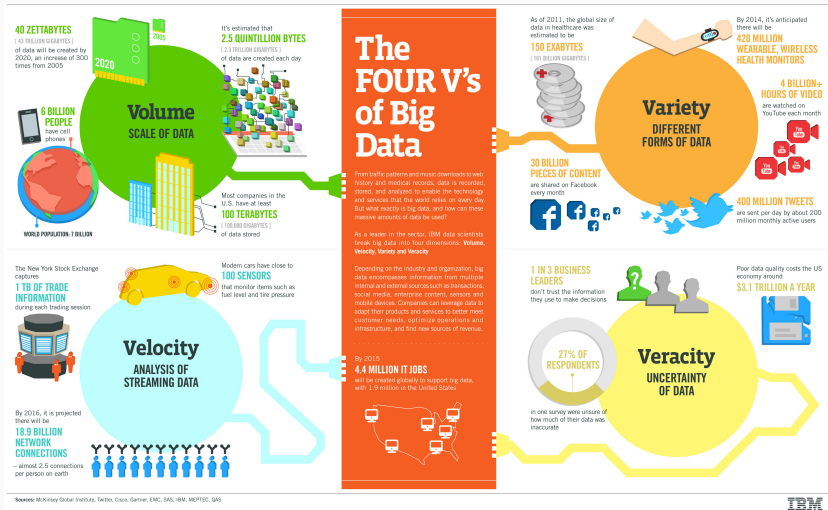 40 ZETTABYTES
[ 43 TRILLION GIGABYTES ]
of data will be created by
2020, an increase of 300
times from 2005
2005
2020
It's estimated that
2.5 QUINTILLION BYTES
[ 2.3 TRILLION GIGABYTES ]
of data are created each day
6 BILLION
PEOPLE
have cell
phones
WORLD POPULATION: 7 BILLION
Volume
SCALE OF DATA
Most companies in the
U.S. have at least
100 TERABYTES
[ 100,000 GIGABYTES ]
of data stored
The New York Stock Exchange
captures
1 TB OF TRADE
INFORMATION
during each trading session
Modern cars have close to
100 SENSORS
that monitor items such as
fuel level and tire pressure
Velocity
ANALYSIS OF
STREAMING DATA
By 2016, it is projected
there will be
18.9 BILLION
NETWORK
CONNECTIONS
– almost 2.5 connections
per person on earth
The
FOUR V's
of Big
Data
From traffic patterns and music downloads to web
history and medical records, data is recorded,
stored, and analyzed to enable the technology
and services that the world relies on every day.
But what exactly is big data, and how can these
massive amounts of data be used?
As a leader in the sector, IBM data scientists
break big data into four dimensions: Volume,
Velocity, Variety and Veracity
Depending on the industry and organization, big
data encompasses information from multiple
internal and external sources such as transactions,
social media, enterprise content, sensors and
mobile devices. Companies can leverage data to
adapt their products and services to better meet
customer needs, optimize operations and
infrastructure, and find new sources of revenue.
By 2015
4.4 MILLION IT JOBS
will be created globally to support big data,
with 1.9 million in the United States
As of 2011, the global size of
data in healthcare was
estimated to be
150 EXABYTES
[ 161 BILLION GIGABYTES ]
By 2014, it's anticipated
there will be
420 MILLION
WEARABLE, WIRELESS
HEALTH MONITORS
Variety
DIFFERENT
FORMS OF DATA
4 BILLION+
HOURS OF VIDEO
are watched on
YouTube each month
You
Tube
You
Tube
You
Tube
You
Tube
30 BILLION
PIECES OF CONTENT
are shared on Facebook
every month
f
f
f
f
f
f
400 MILLION TWEETS
are sent per day by about 200
million monthly active users
1 IN 3 BUSINESS
LEADERS
don't trust the information
they use to make decisions
?
Poor data quality costs the US
economy around
$3.1 TRILLION A YEAR
27% OF
RESPONDENTS
in one survey were unsure of
how much of their data was
inaccurate
Veracity
UNCERTAINTY
OF DATA
Sources: McKinsey Global Institute, Twitter, Cisco, Gartner, EMC, SAS, IBM, MEPTEC, QAS
IBM